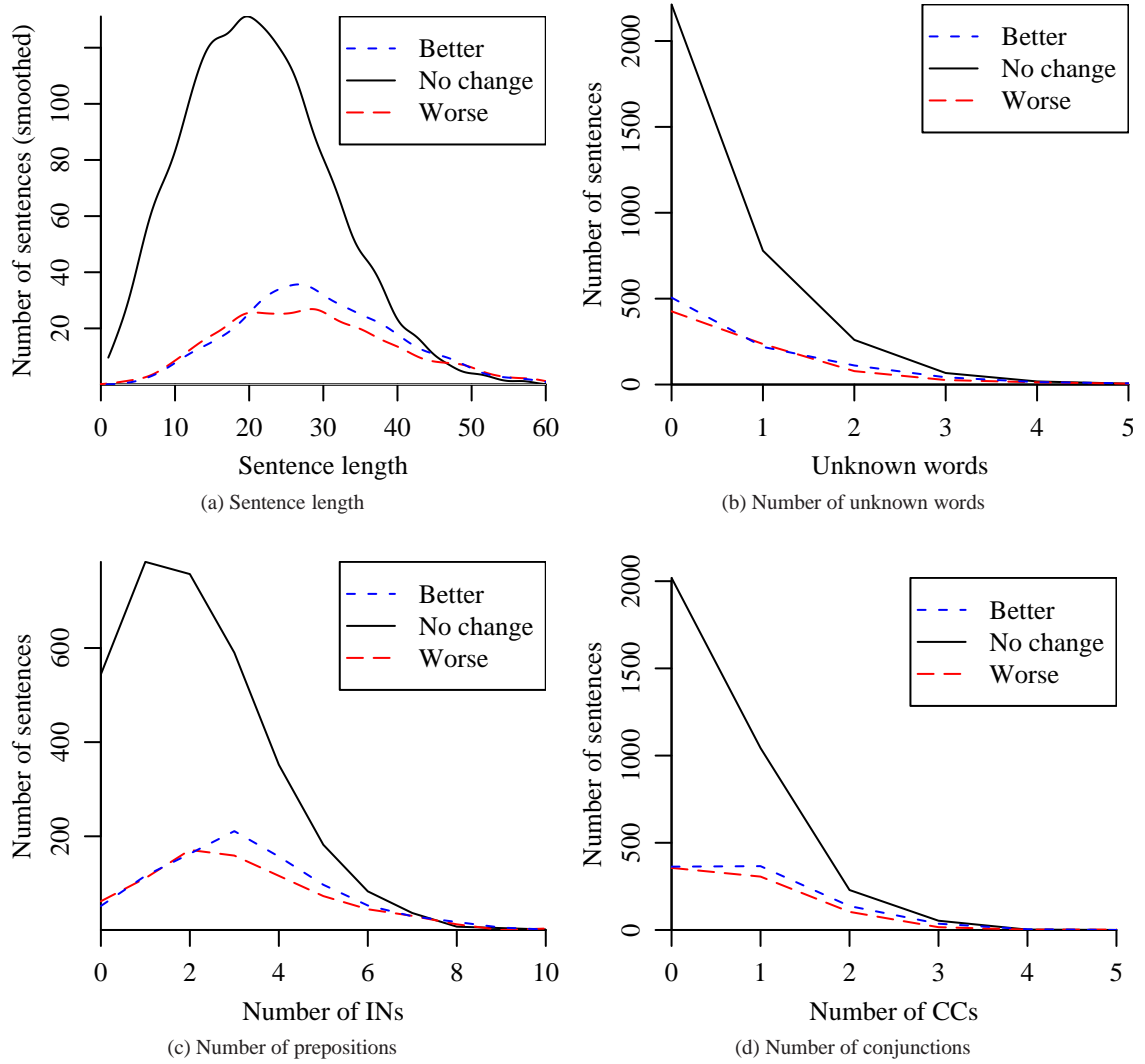 Number of sentences (smoothed)
20 40 60 80 100
Better
No change
Worse
0 10 20 30 40 50 60
Sentence length
(a) Sentence length
Number of sentences
0 500 1000 1500 2000
Better
No change
Worse
0 1 2 3 4 5
Unknown words
(b) Number of unknown words
Number of sentences
200 400 600
Better
No change
Worse
0 2 4 6 8 10
Number of INs
(c) Number of prepositions
Number of sentences
0 500 1000 1500 2000
Better
No change
Worse
0 1 2 3 4 5
Number of CCs
(d) Number of conjunctions